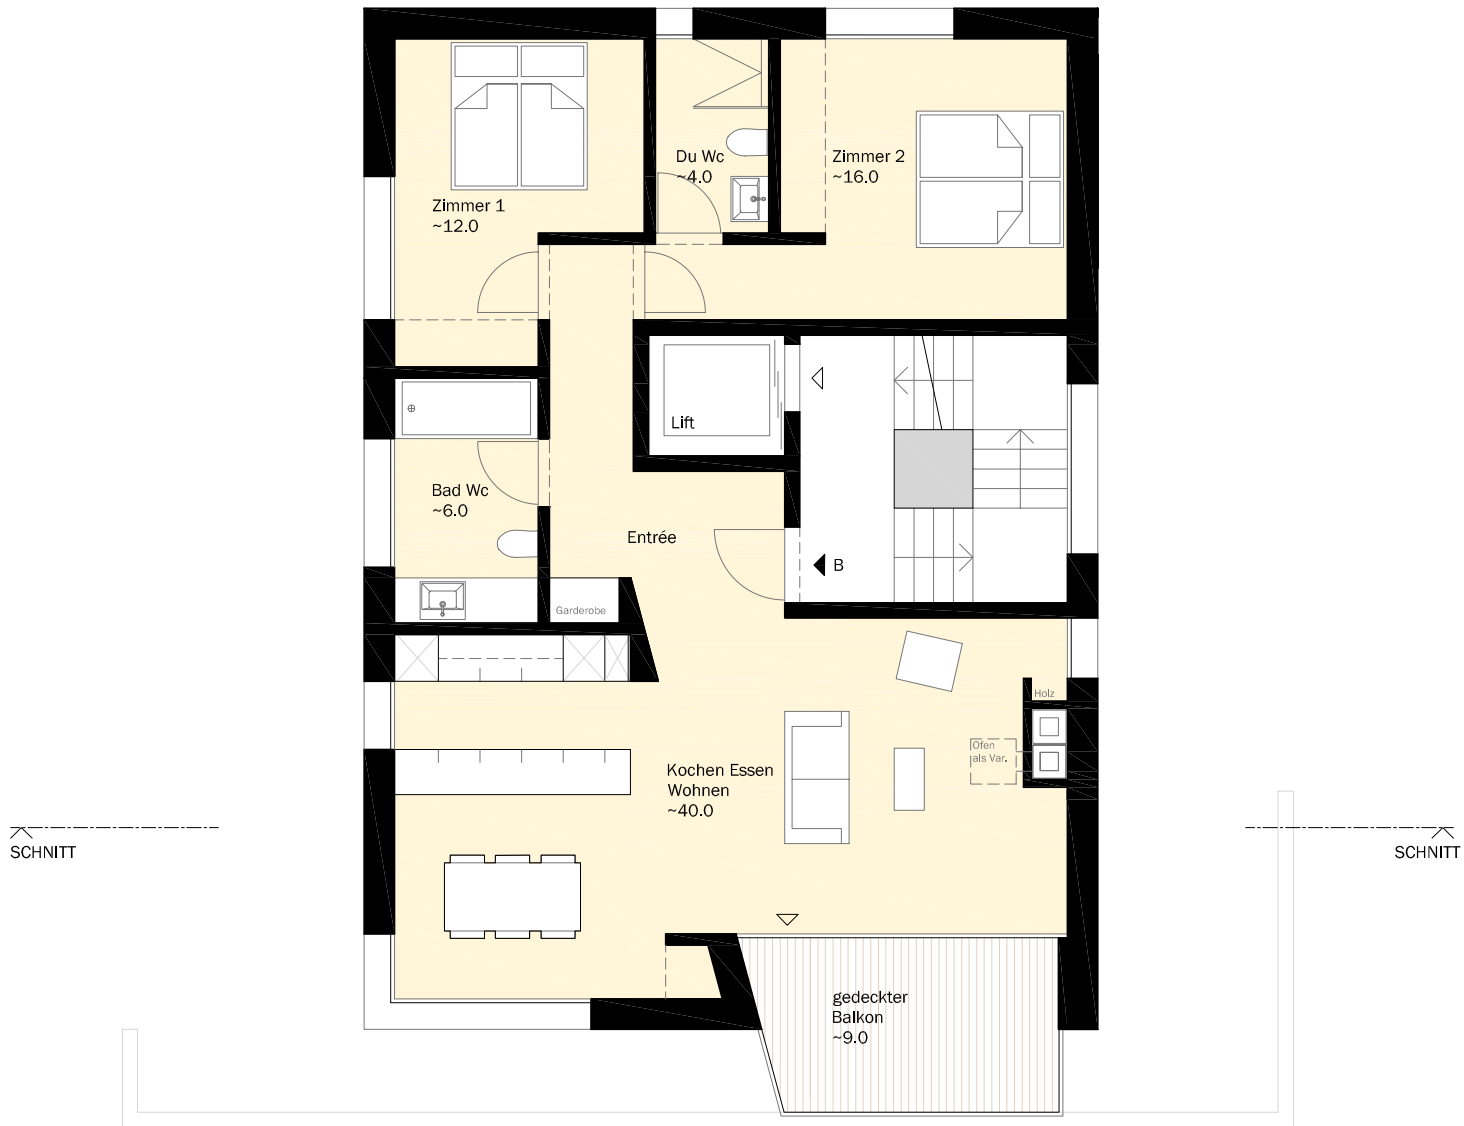 Du Wc
~4.0
Zimmer 2
~16.0
Zimmer 1
~12.0
Lift
Bad Wc
~6.0
Entrée
B
Garderobe
Holz
Ofen
als Var.
Kochen Essen
Wohnen
~40.0
SCHNITT
SCHNITT
gedeckter
Balkon
~9.0